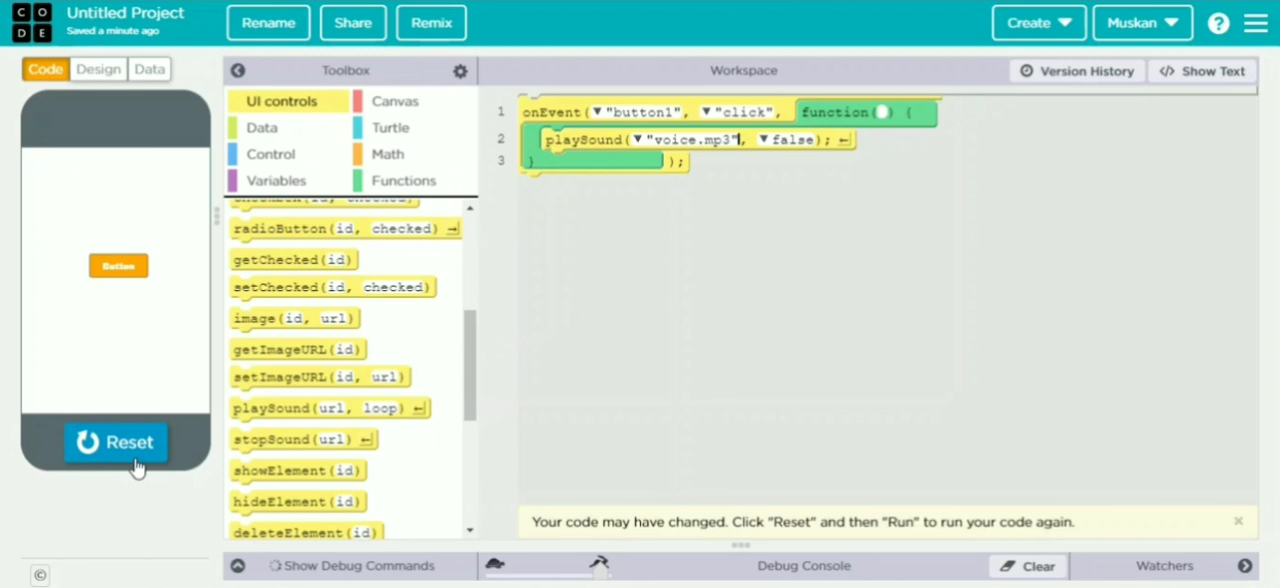 CODE
Untitled Project
Saved a minute ago
Rename
Share
Remix
Create
Muskan
?
Code
Design
Data
Toolbox
Workspace
Version History
</> Show Text
UI controls
Canvas
Data
Turtle
Control
Math
Variables
Functions
checkbox(id, checked)
radioButton(id, checked)
getChecked(id)
setChecked(id, checked)
image(id, url)
getImageURL(id)
setImageURL(id, url)
playSound(url, loop)
stopSound(url)
showElement(id)
hideElement(id)
deleteElement(id)
1 onEvent("button1", "click", function( ) {
2 playSound("voice.mp3", false);
3 } );
Button
Reset
Your code may have changed. Click "Reset" and then "Run" to run your code again.
×
©
Show Debug Commands
Debug Console
Clear
Watchers